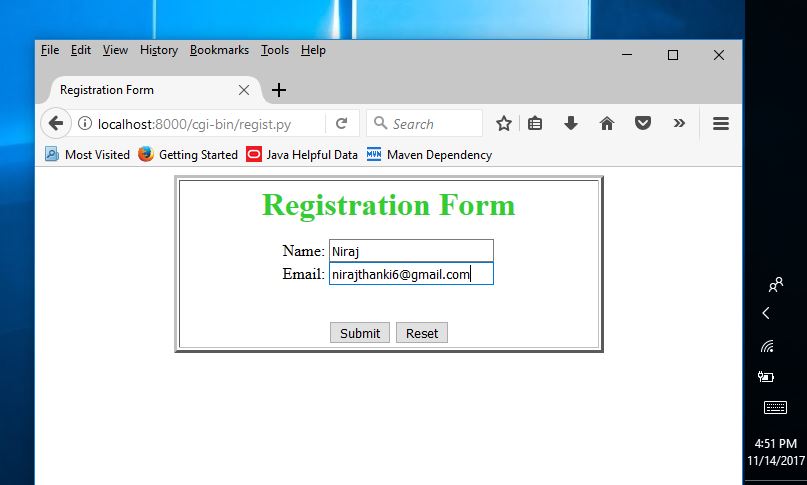 File Edit View History Bookmarks Tools Help
Registration Form
localhost:8000/cgi-bin/regist.py Search
Most Visited Getting Started Java Helpful Data MVN Maven Dependency
Registration Form
Name: Niraj
Email: nirajthanki6@gmail.com
Submit Reset
4:51 PM
11/14/2017